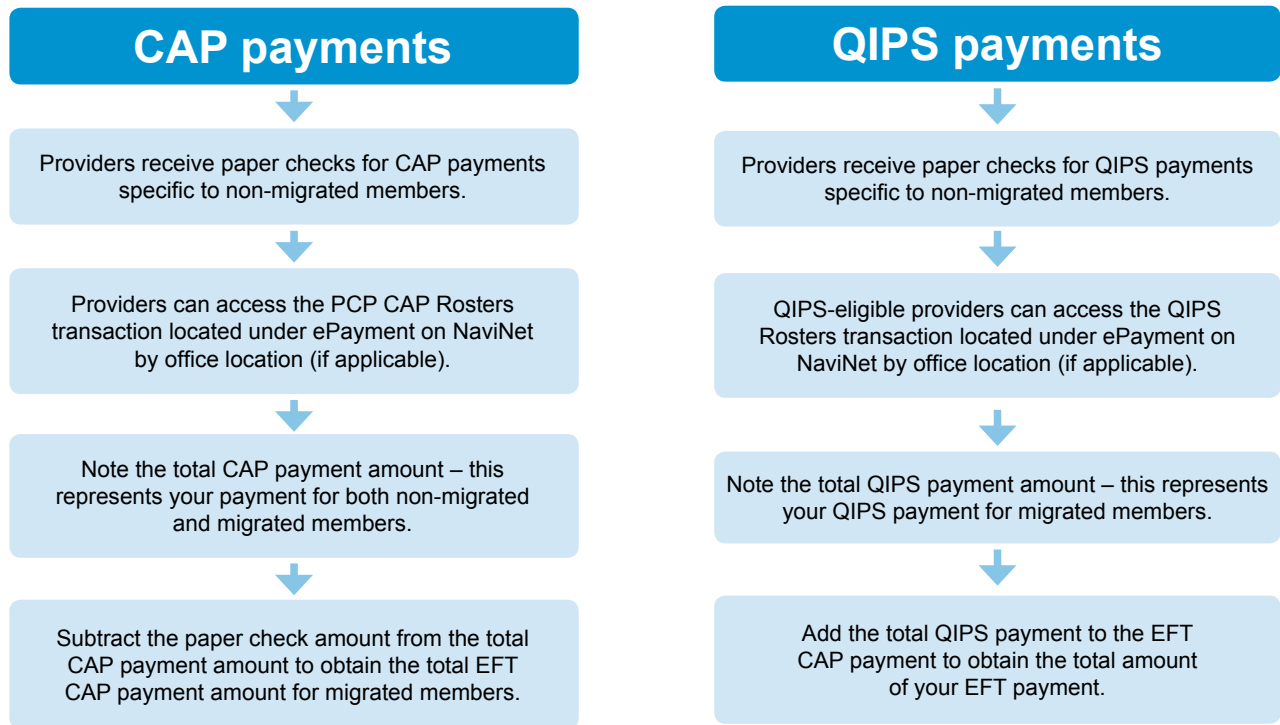 CAP payments
Providers receive paper checks for CAP payments
specific to non-migrated members.
Providers can access the PCP CAP Rosters
transaction located under ePayment on NaviNet
by office location (if applicable).
Note the total CAP payment amount – this
represents your payment for both non-migrated
and migrated members.
Subtract the paper check amount from the total
CAP payment amount to obtain the total EFT
CAP payment amount for migrated members.
QIPS payments
Providers receive paper checks for QIPS payments
specific to non-migrated members.
QIPS-eligible providers can access the QIPS
Rosters transaction located under ePayment on
NaviNet by office location (if applicable).
Note the total QIPS payment amount – this represents
your QIPS payment for migrated members.
Add the total QIPS payment to the EFT
CAP payment to obtain the total amount
of your EFT payment.